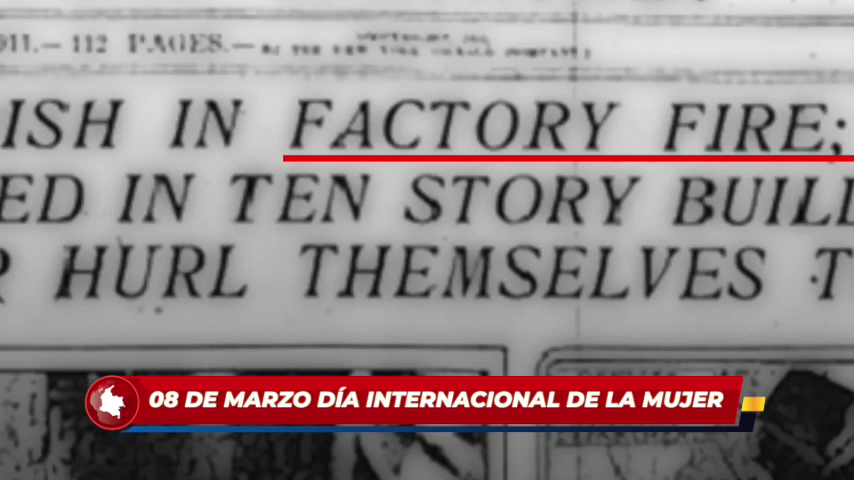 911.— 112 PAGES.—
ISH IN FACTORY FIRE;
ED IN TEN STORY BUIL
R HURL THEMSELVES T
08 DE MARZO DÍA INTERNACIONAL DE LA MUJER